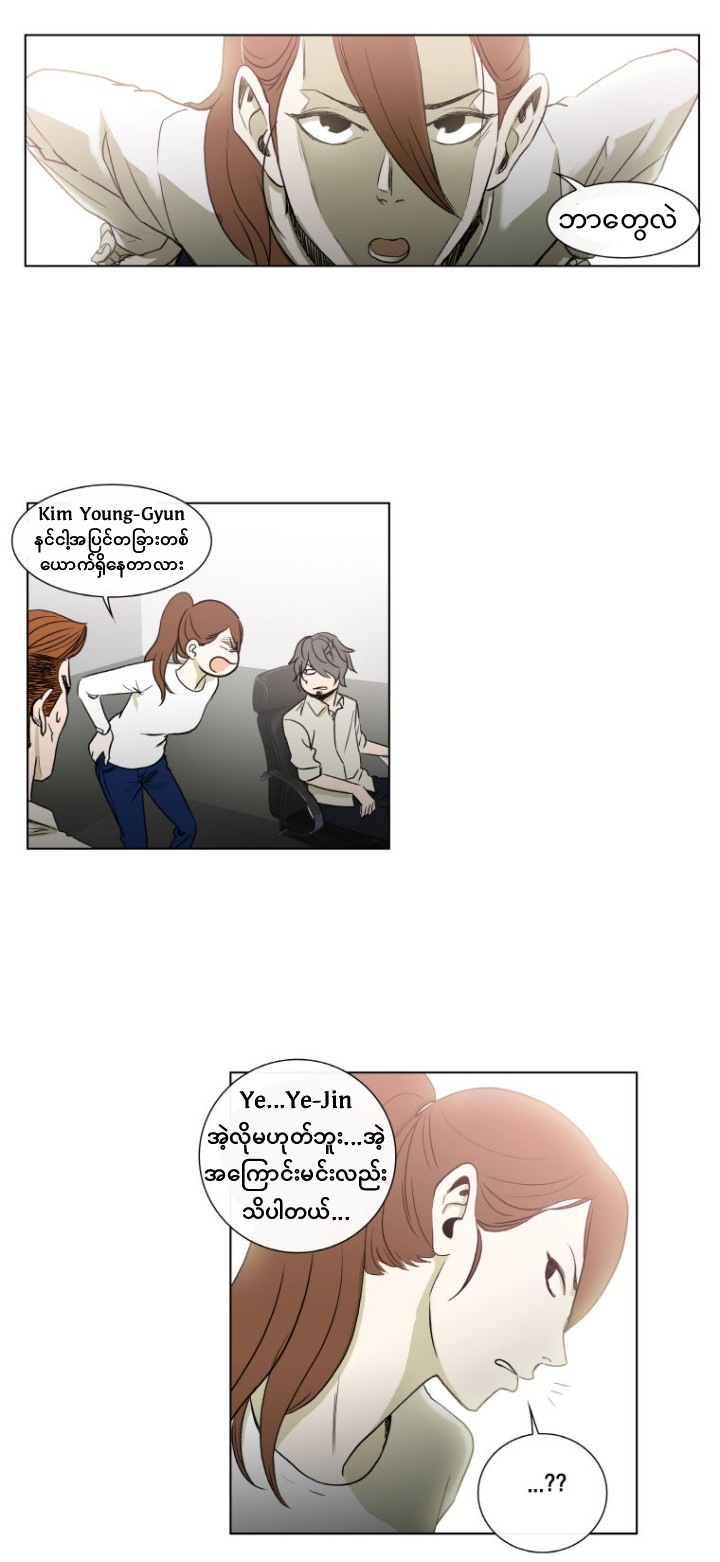 ဘာတွေလဲ
Kim Young-Gyun
နင်ငါ့အပြင်တခြားတစ်
ယောက်ရှိနေတာလား
Ye...Ye-Jin
အဲ့လိုမဟုတ်ဘူး...အဲ့
အကြောင်းမင်းလည်း
သိပါတယ်...
...??